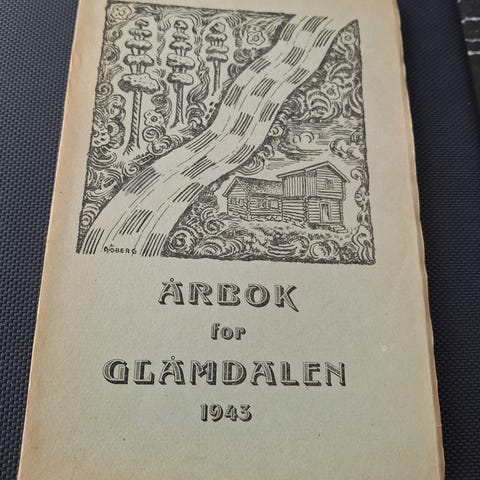 RÖBERG
ÅRBOK
for
GLÅMDALEN
1943